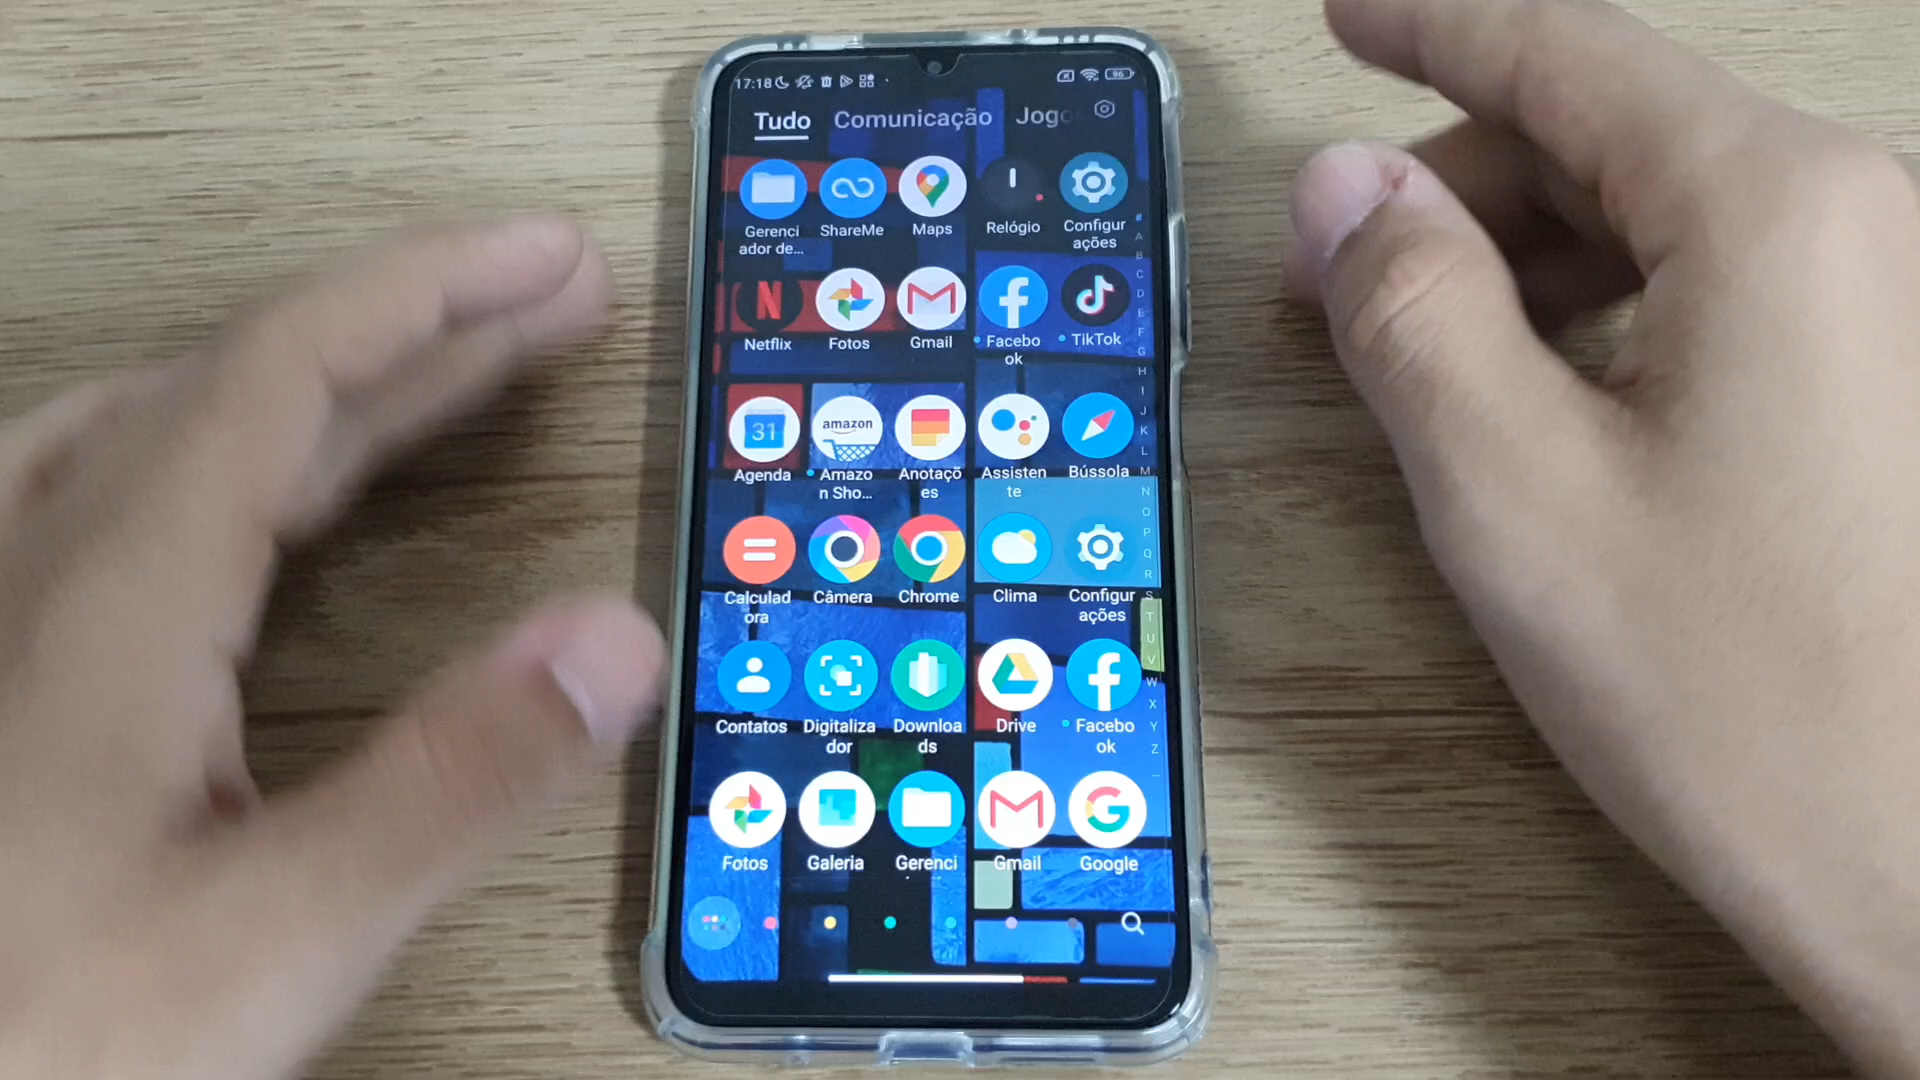 17:18
96
Tudo Comunicação Jogo
Gerenci
ador de...
ShareMe
Maps
Relógio
Configur
ações
Netflix
Fotos
Gmail
Facebo
ok
TikTok
31
Agenda
amazon
Amazo
n Sho...
Anotaçõ
es
Assisten
te
Bússola
Calculad
ora
Câmera
Chrome
Clima
Configur
ações
Contatos
Digitaliza
dor
Downloa
ds
Drive
Facebo
ok
Fotos
Galeria
Gerenci
Gmail
Google
#
A
B
C
D
E
F
G
H
I
J
K
L
M
N
O
P
Q
R
S
T
U
V
W
X
Y
Z
...